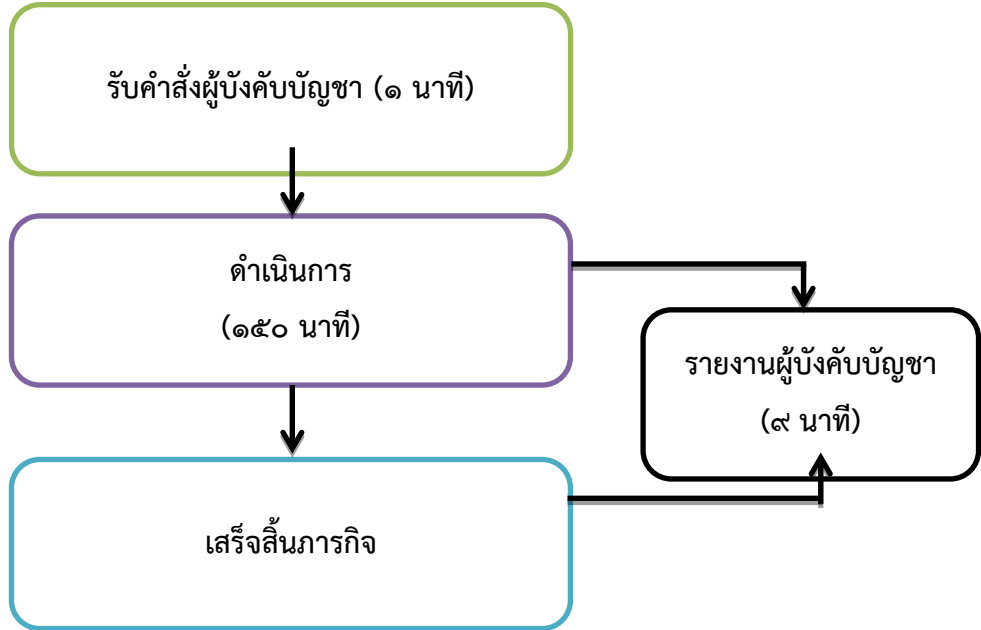 รับคำสั่งผู้บังคับบัญชา (๑ นาที)
ดำเนินการ
(๑๕๐ นาที)
รายงานผู้บังคับบัญชา
(๙ นาที)
เสร็จสิ้นภารกิจ